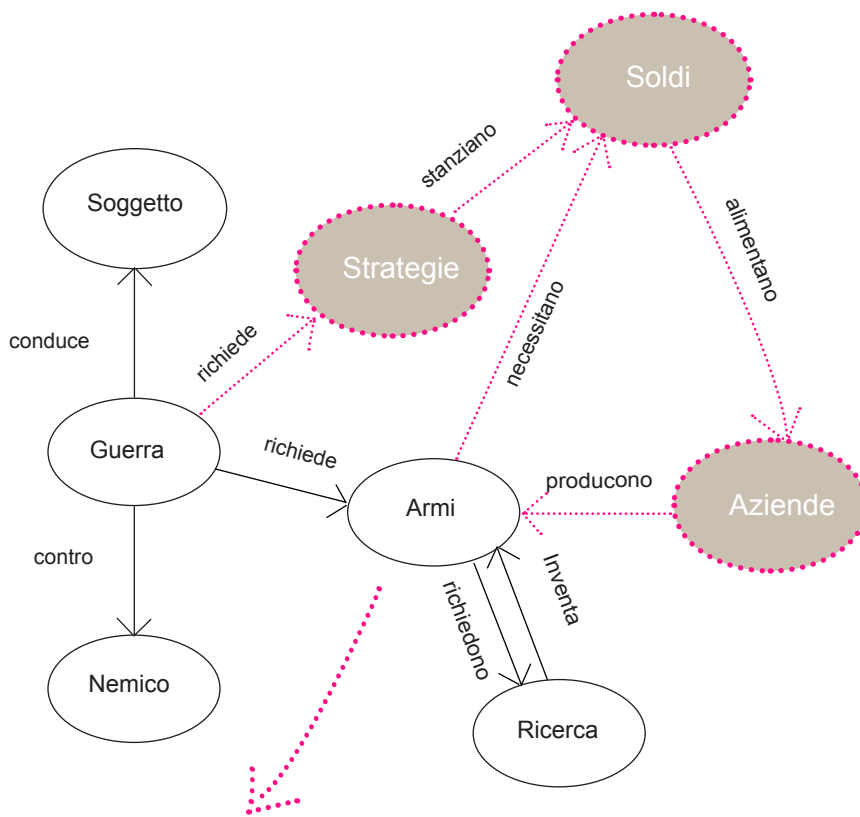 Soldi
stanziano
Soggetto
alimentano
Strategie
necessitano
conduce
richiede
Guerra
richiede
producono
Aziende
Armi
contro
Inventa
richiedono
Nemico
Ricerca